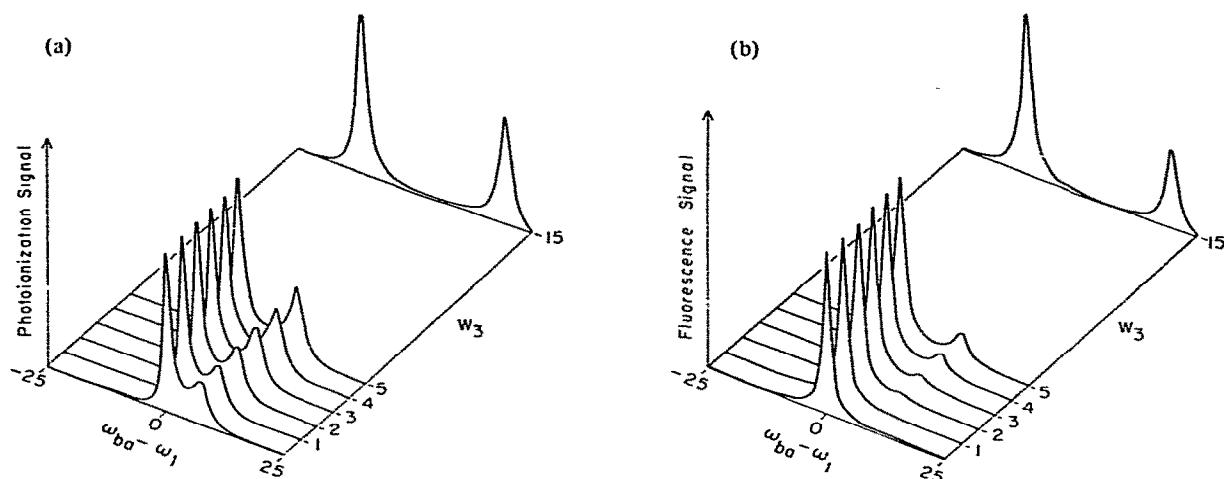 (a)
Photoionization Signal
-25
0
25
ω_ba - ω_1
1
2
3
4
5
15
W_3
(b)
Fluorescence Signal
-25
0
25
ω_ba - ω_1
1
2
3
4
5
15
W_3